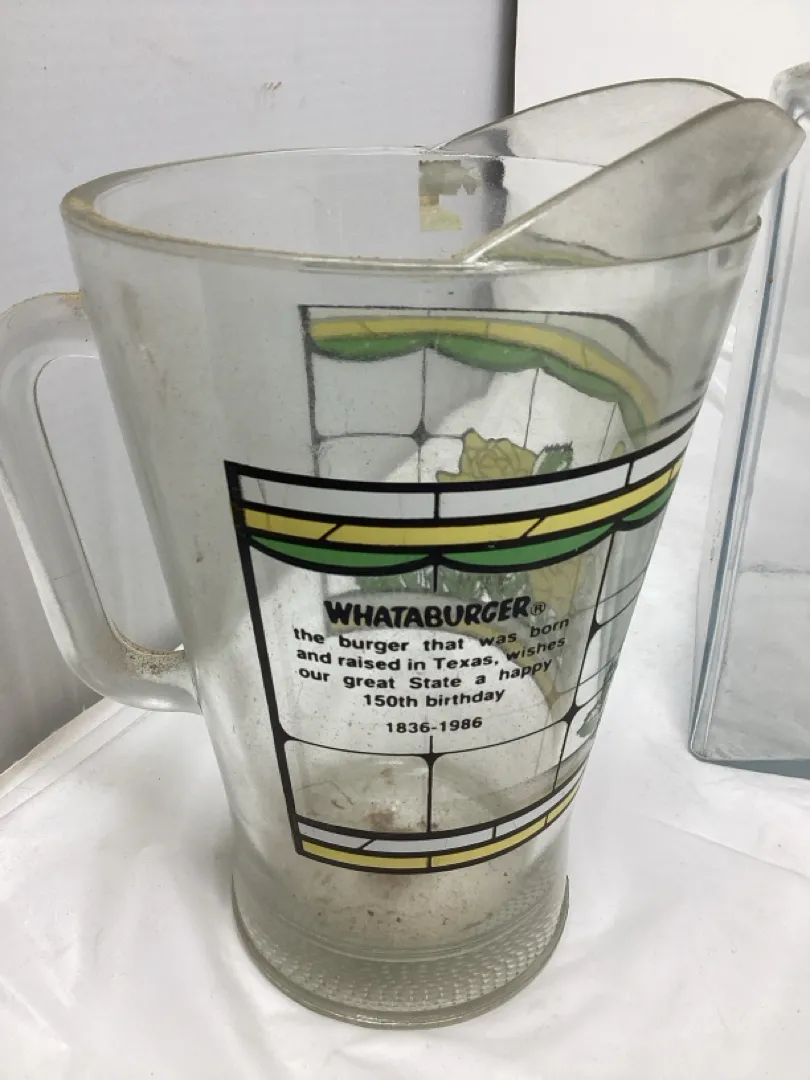 WHATABURGER®
the burger that was born
and raised in Texas, wishes
our great State a happy
150th birthday
1836-1986